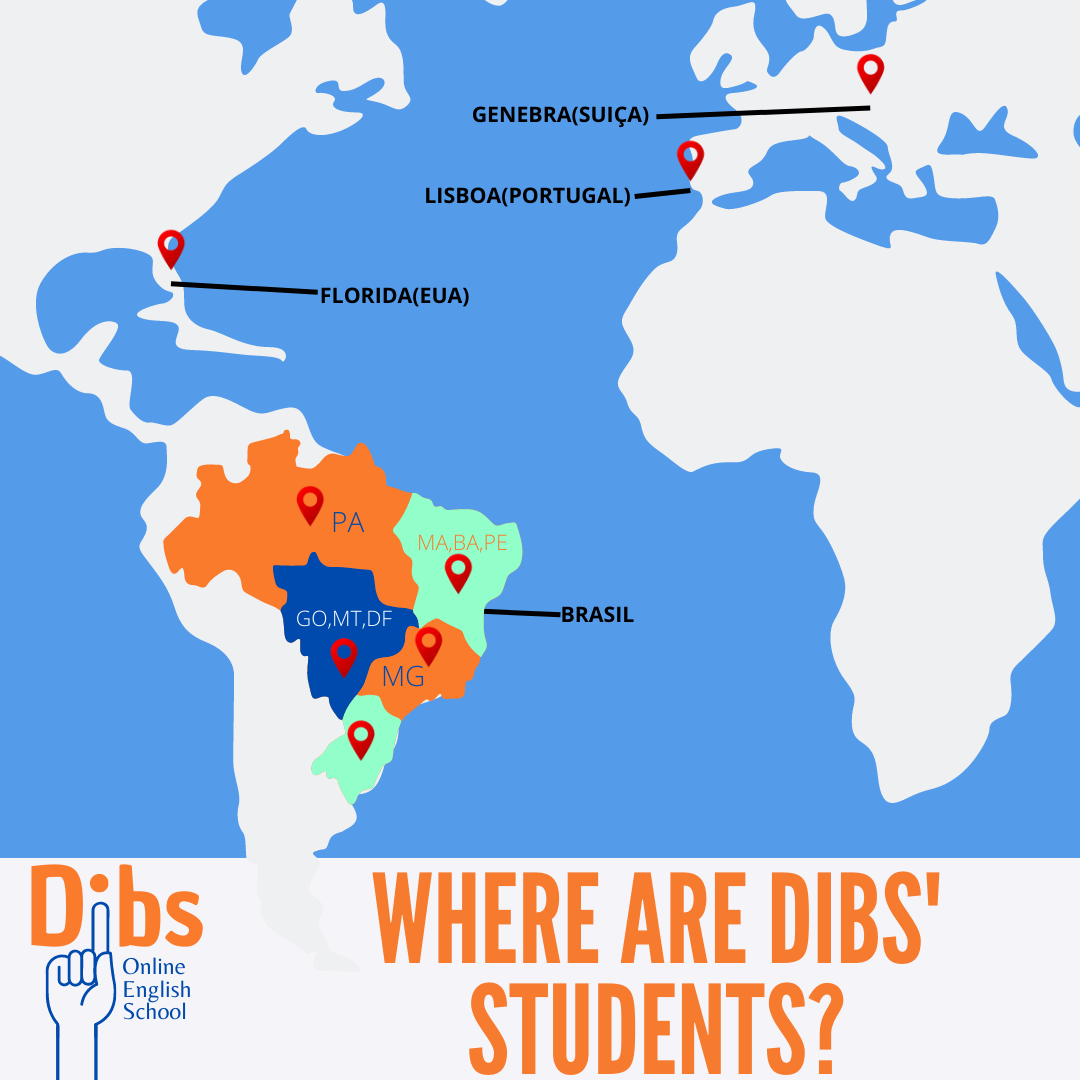 GENEBRA(SUIÇA)
LISBOA(PORTUGAL)
FLORIDA(EUA)
PA
MA,BA,PE
GO,MT,DF
BRASIL
MG
Dibs
Online
English
School
WHERE ARE DIBS'
STUDENTS?